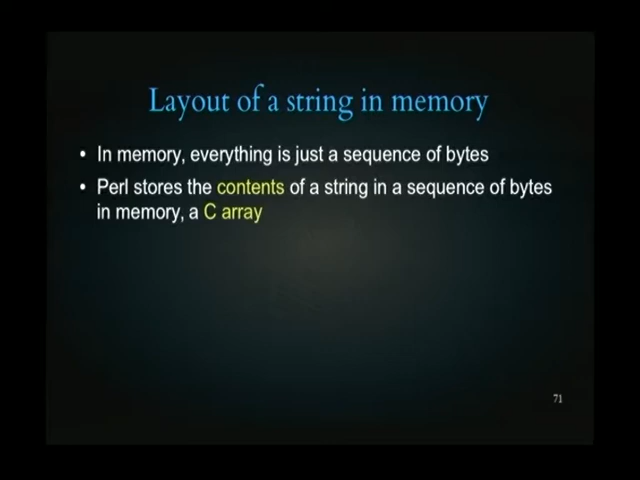 Layout of a string in memory
• In memory, everything is just a sequence of bytes
• Perl stores the contents of a string in a sequence of bytes
in memory, a C array
71